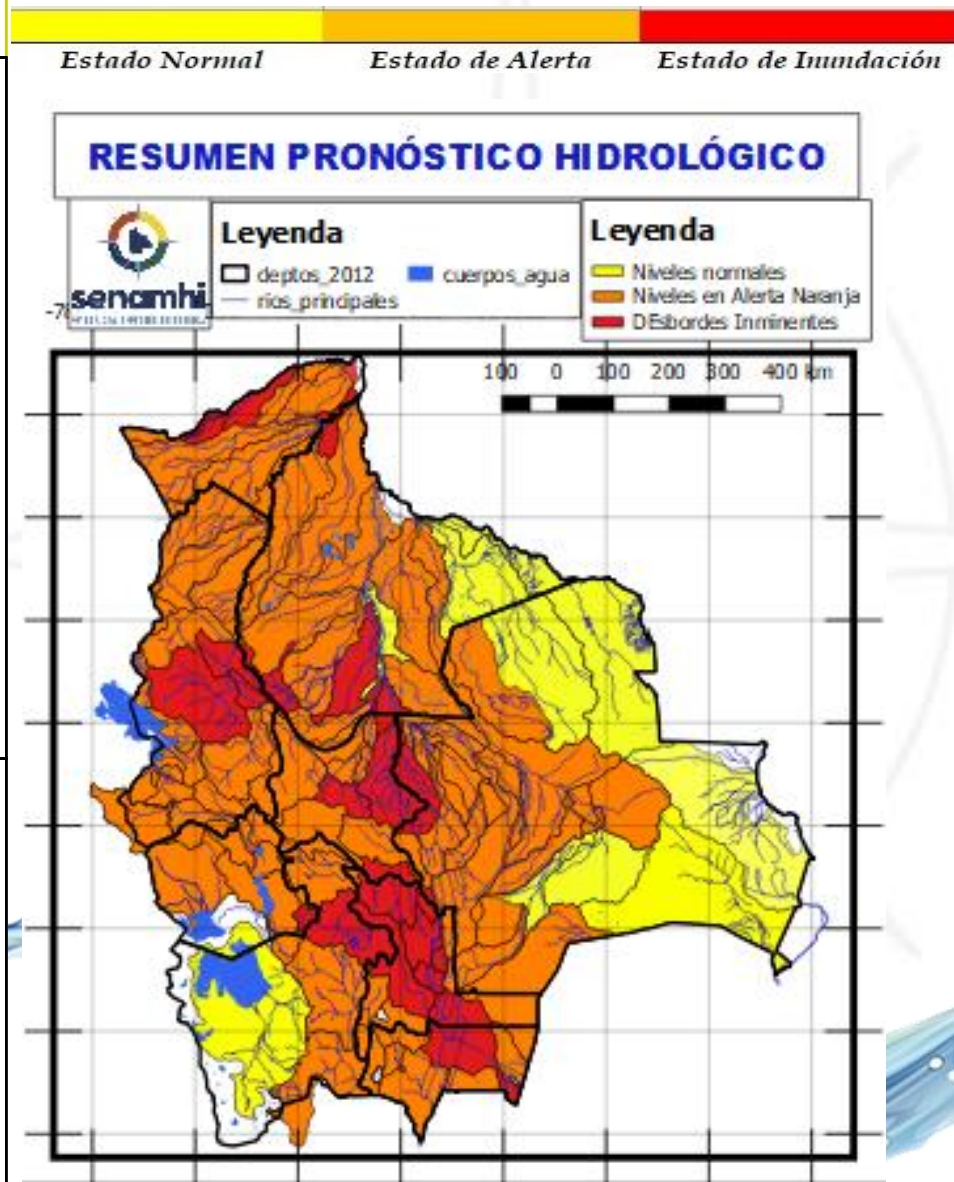 Estado Normal Estado de Alerta Estado de Inundación
RESUMEN PRONÓSTICO HIDROLÓGICO
senamhi
Leyenda
deptos_2012 cuerpos_agua
rios_principales
Leyenda
Niveles normales
Niveles en Alerta Naranja
DEsbordes Inminentes
-70
100 0 100 200 300 400 km